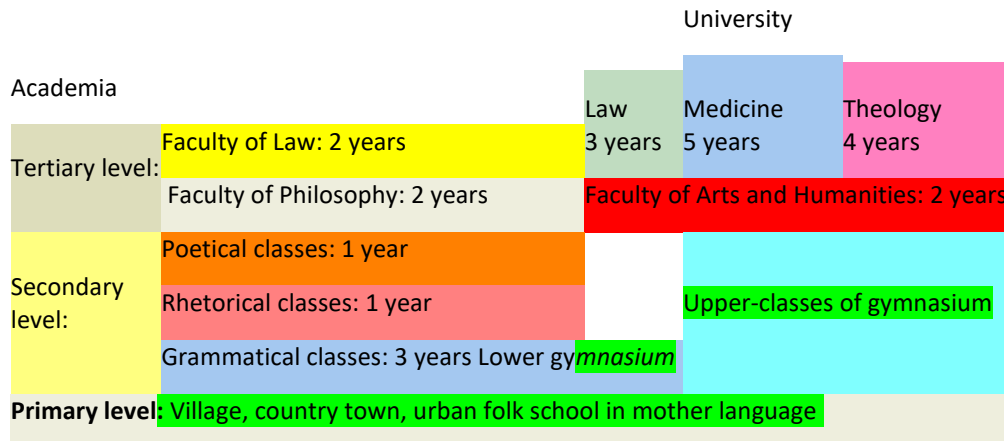 University
Academia
Law
3 years
Medicine
5 years
Theology
4 years
Tertiary level:
Faculty of Law: 2 years
Faculty of Philosophy: 2 years
Faculty of Arts and Humanities: 2 years
Secondary
level:
Poetical classes: 1 year
Rhetorical classes: 1 year
Upper-classes of gymnasium
Grammatical classes: 3 years Lower gymnasium
Primary level: Village, country town, urban folk school in mother language